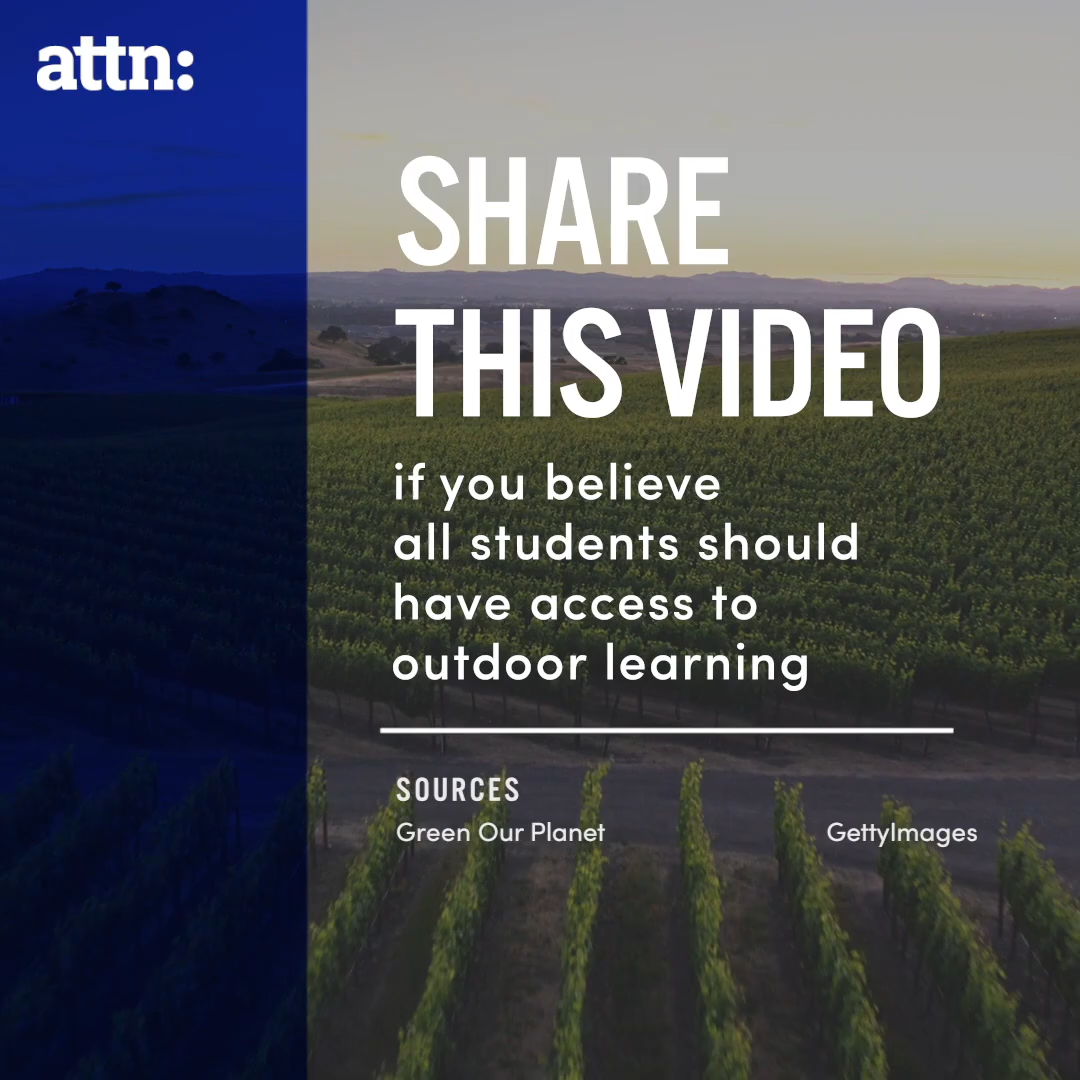 attn:
SHARE
THIS VIDEO
if you believe
all students should
have access to
outdoor learning
SOURCES
Green Our Planet
GettyImages